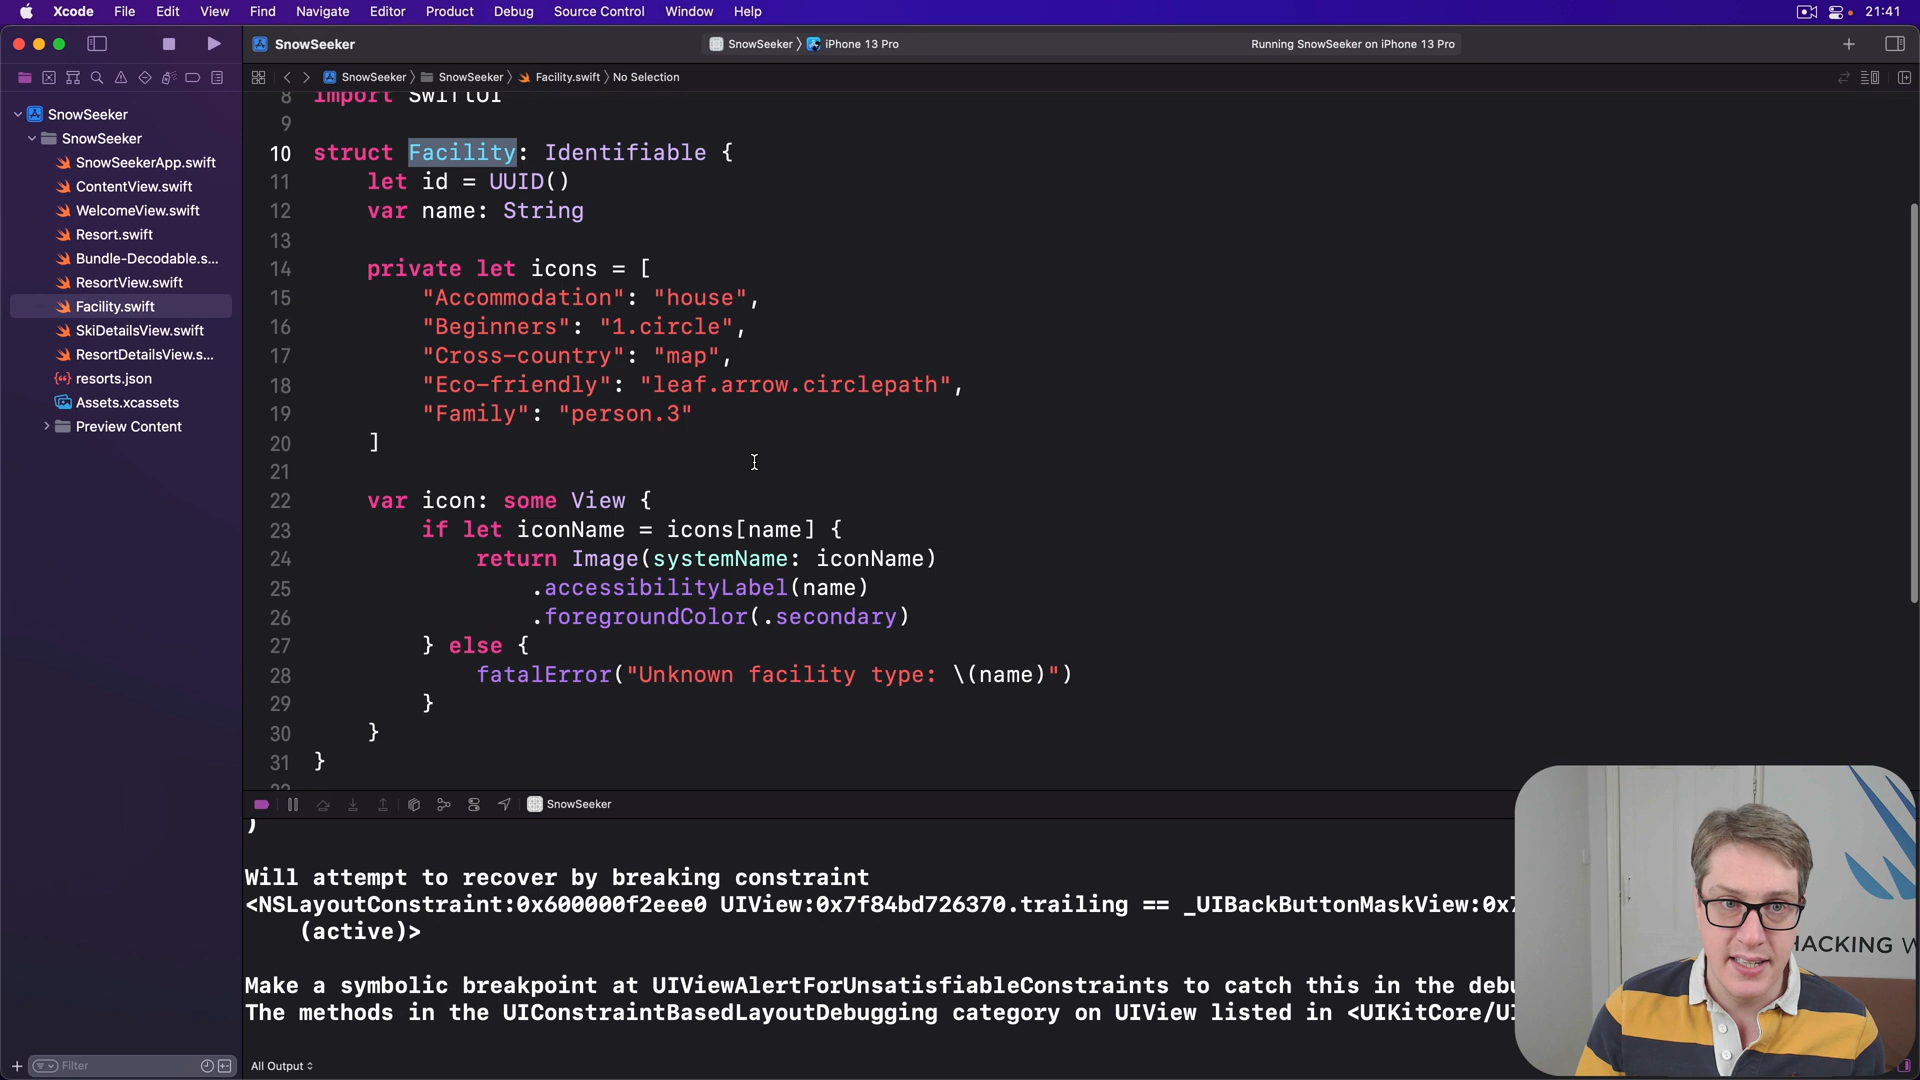 Xcode File Edit View Find Navigate Editor Product Debug Source Control Window Help 21:41
SnowSeeker
SnowSeeker iPhone 13 Pro
Running SnowSeeker on iPhone 13 Pro
SnowSeeker SnowSeeker Facility.swift No Selection
SnowSeeker
SnowSeeker
SnowSeekerApp.swift
ContentView.swift
WelcomeView.swift
Resort.swift
Bundle-Decodable.s...
ResortView.swift
Facility.swift
SkiDetailsView.swift
ResortDetailsView.s...
resorts.json
Assets.xcassets
Preview Content
Filter
8 import SwiftUI
9
10 struct Facility: Identifiable {
11 let id = UUID()
12 var name: String
13
14 private let icons = [
15 "Accommodation": "house",
16 "Beginners": "1.circle",
17 "Cross-country": "map",
18 "Eco-friendly": "leaf.arrow.circlepath",
19 "Family": "person.3"
20 ]
21
22 var icon: some View {
23 if let iconName = icons[name] {
24 return Image(systemName: iconName)
25 .accessibilityLabel(name)
26 .foregroundColor(.secondary)
27 } else {
28 fatalError("Unknown facility type: \(name)")
29 }
30 }
31 }
SnowSeeker
)
Will attempt to recover by breaking constraint
<NSLayoutConstraint:0x600000f2eee0 UIView:0x7f84bd726370.trailing == _UIBackButtonMaskView:0x7
(active)>
Make a symbolic breakpoint at UIViewAlertForUnsatisfiableConstraints to catch this in the debu
The methods in the UIConstraintBasedLayoutDebugging category on UIView listed in <UIKitCore/UI
All Output
HACKING W